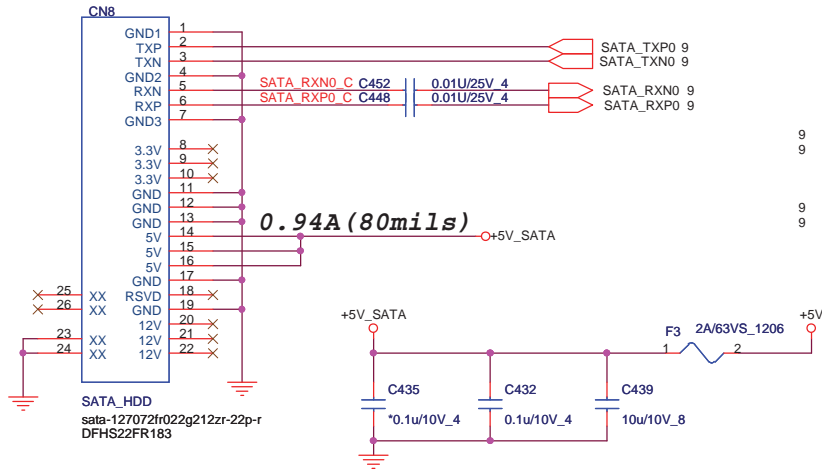 CN8
GND1 1
TXP 2 SATA_TXP0 9
TXN 3 SATA_TXN0 9
GND2 4
RXN 5 SATA_RXN0_C C452 0.01U/25V_4 SATA_RXN0 9
RXP 6 SATA_RXP0_C C448 0.01U/25V_4 SATA_RXP0 9
GND3 7
9
3.3V 8 9
3.3V 9
3.3V 10
GND 11
GND 12 9
GND 13 0.94A(80mils) 9
5V 14 +5V_SATA
5V 15
5V 16
GND 17
25 XX RSVD 18
26 XX GND 19
12V 20
23 XX 12V 21
24 XX 12V 22
+5V_SATA +5V
F3 2A/63VS_1206
1 2
SATA_HDD
sata-127072fr022g212zr-22p-r
DFHS22FR183
C435 C432 C439
*0.1u/10V_4 0.1u/10V_4 10u/10V_8